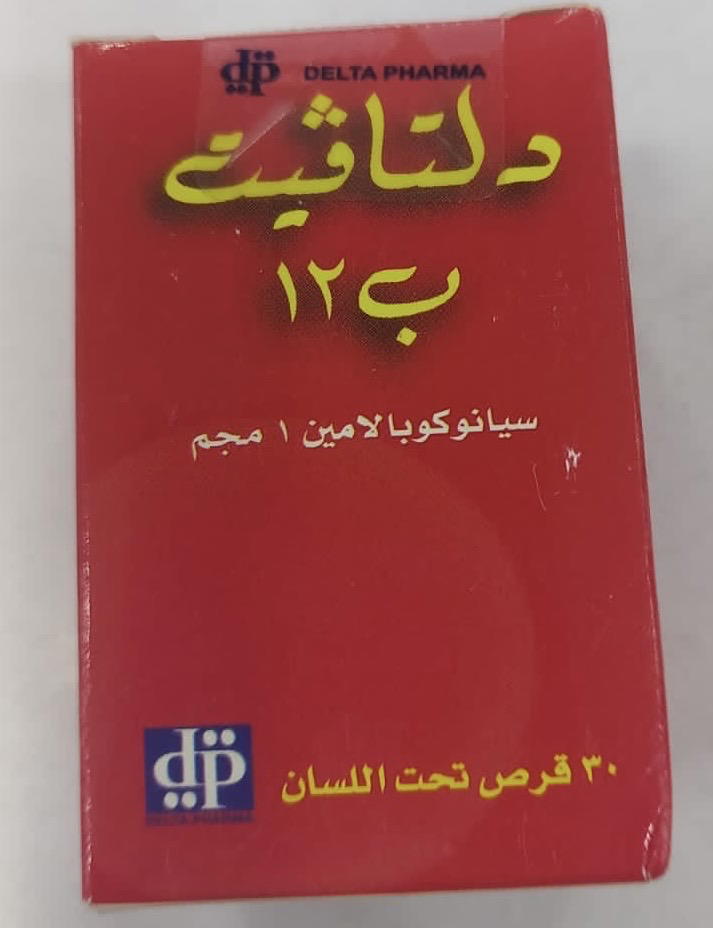 DELTA PHARMA
دلتاڤيت
ب ١٢
سيانوكوبالامين ١ مجم
٣٠ قرص تحت اللسان
DELTA PHARMA